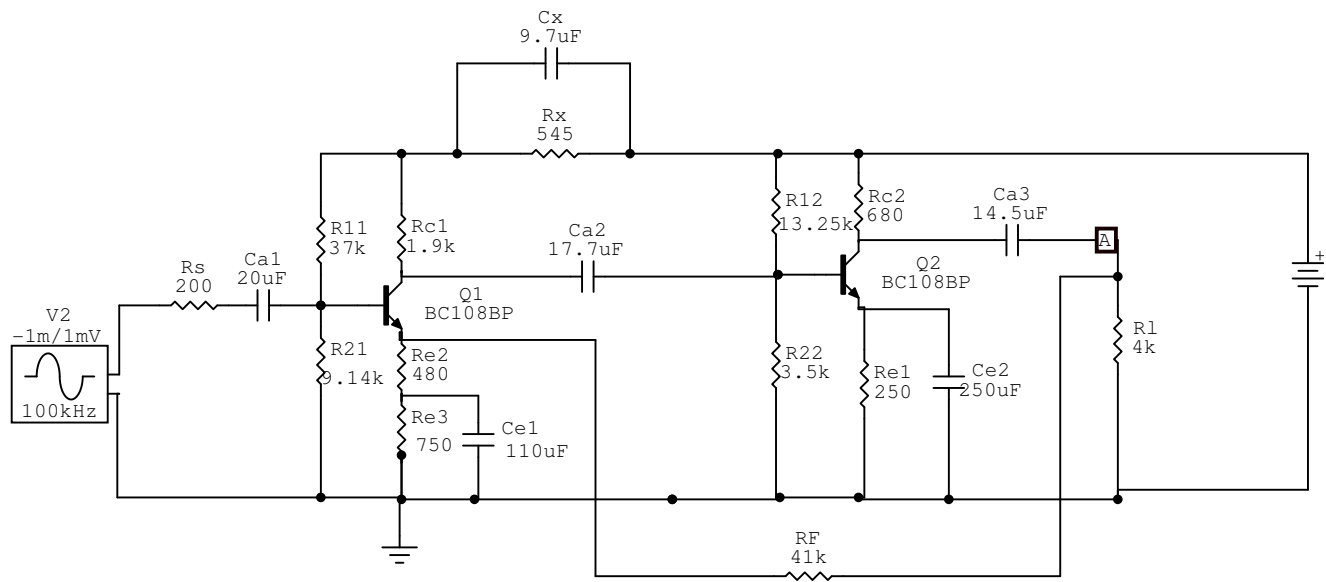 Cx
9.7uF
Rx
545
R11
37k
Rc1
1.9k
Ca2
17.7uF
R12
13.25k
Rc2
680
Ca3
14.5uF
A
Rs
200
Ca1
20uF
Q1
BC108BP
Q2
BC108BP
+
V2
-1m/1mV
100kHz
R21
9.14k
Re2
480
Re3
750
Ce1
110uF
R22
3.5k
Re1
250
Ce2
250uF
Rl
4k
RF
41k